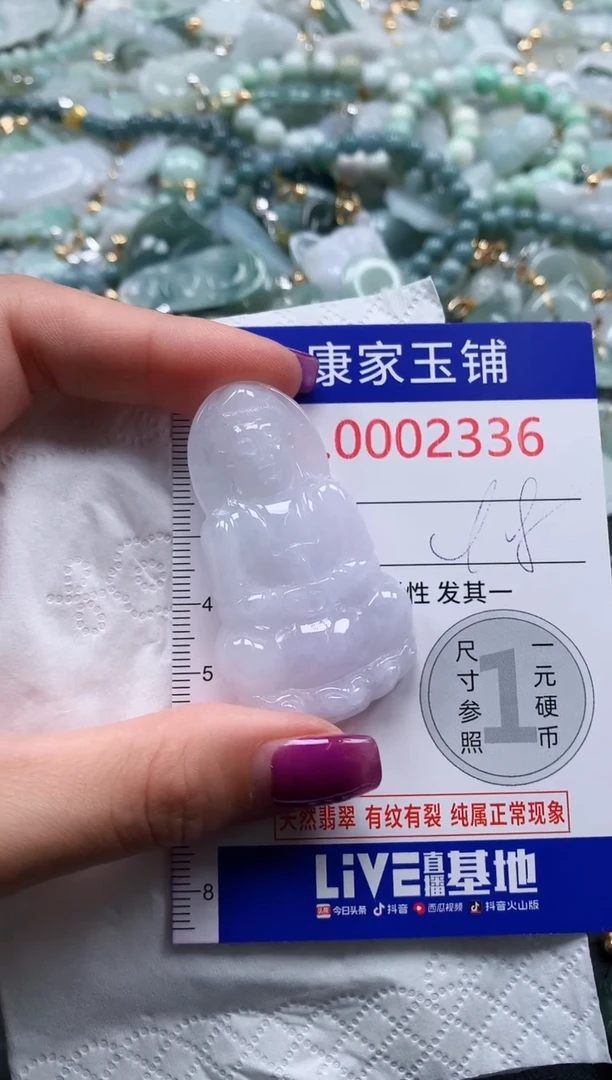 康家玉铺
.0002336
性 发其一
尺寸参照
1
一元硬币
4
5
天然翡翠 有纹有裂 纯属正常现象
8
LiVE直播基地
头条 今日头条 抖音 西瓜视频 抖音火山版